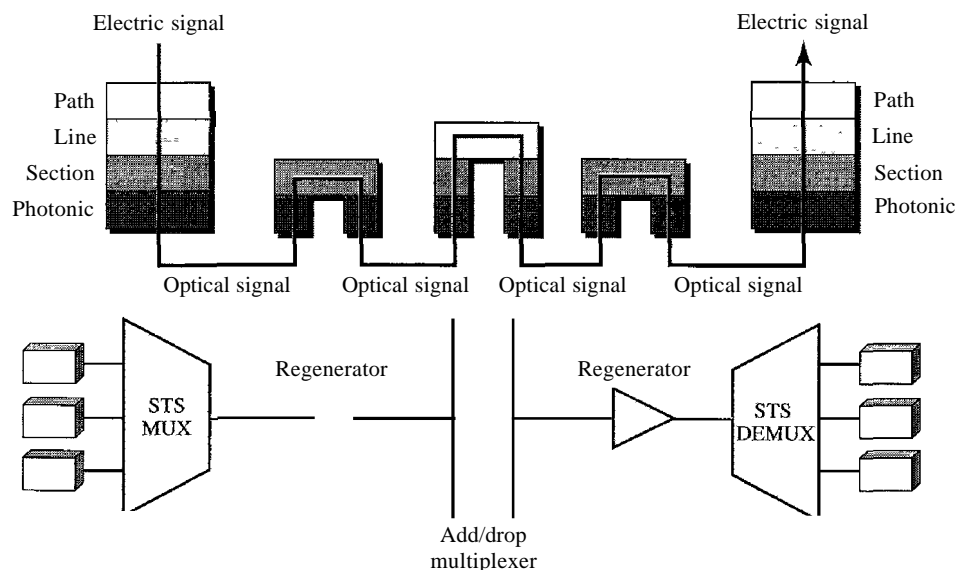 Electric signal
Electric signal
Path
Path
Line
Line
Section
Section
Photonic
Photonic
Optical signal
Optical signal
Optical signal
Optical signal
Regenerator
Regenerator
STS
MUX
STS
DEMUX
Add/drop
multiplexer